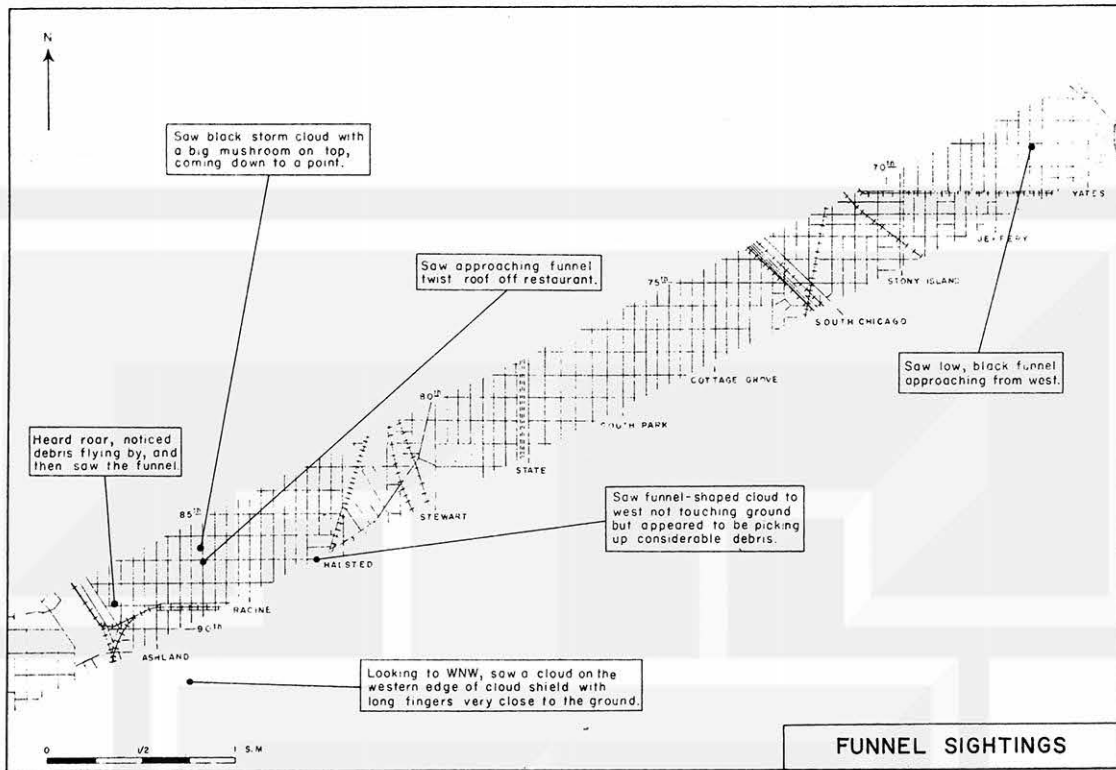 N
Saw black storm cloud with
a big mushroom on top,
coming down to a point.
70th
YATES
JEFFERY
Saw approaching funnel
twist roof off restaurant.
75th
STONY ISLAND
SOUTH CHICAGO
Saw low, black funnel
approaching from west.
COTTAGE GROVE
80th
SOUTH PARK
Heard roar, noticed
debris flying by, and
then saw the funnel.
STATE
Saw funnel-shaped cloud to
west not touching ground
but appeared to be picking
up considerable debris.
STEWART
85th
HALSTED
RACINE
90th
ASHLAND
Looking to WNW, saw a cloud on the
western edge of cloud shield with
long fingers very close to the ground.
0 1/2 1 S. M
FUNNEL SIGHTINGS